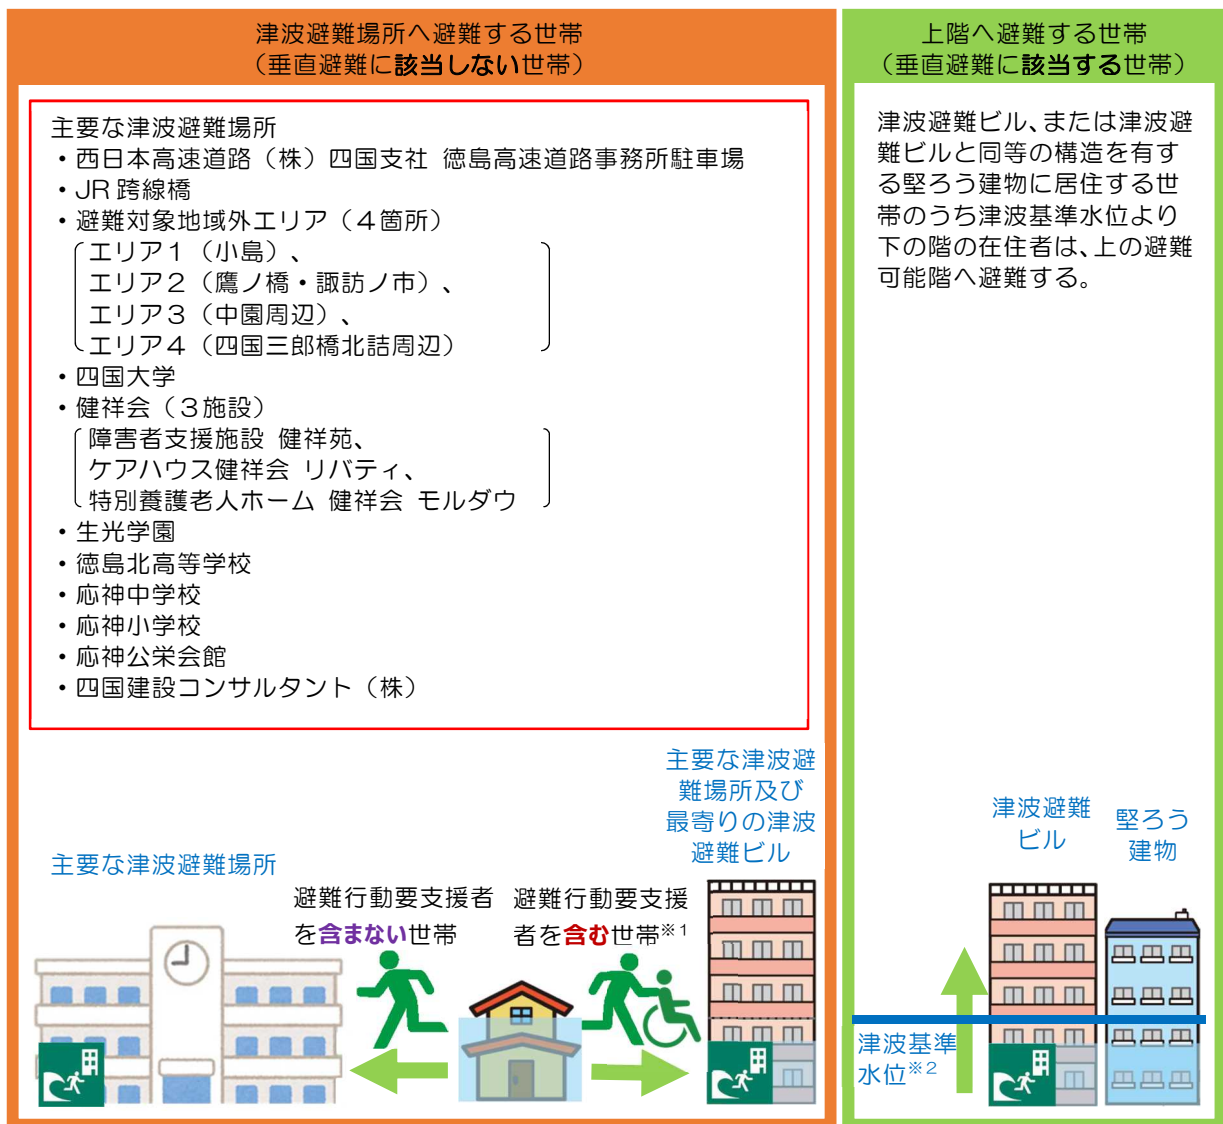 津波避難場所へ避難する世帯
（垂直避難に該当しない世帯）
主要な津波避難場所
・西日本高速道路（株）四国支社 徳島高速道路事務所駐車場
・JR 跨線橋
・避難対象地域外エリア（４箇所）
エリア１（小島）、
エリア２（鷹ノ橋・諏訪ノ市）、
エリア３（中園周辺）、
エリア４（四国三郎橋北詰周辺）
・四国大学
・健祥会（３施設）
障害者支援施設 健祥苑、
ケアハウス健祥会 リバティ、
特別養護老人ホーム 健祥会 モルダウ
・生光学園
・徳島北高等学校
・応神中学校
・応神小学校
・応神公栄会館
・四国建設コンサルタント（株）
主要な津波避難場所
避難行動要支援者
を含まない世帯
避難行動要支援
者を含む世帯※1
主要な津波避
難場所及び
最寄りの津波
避難ビル
上階へ避難する世帯
（垂直避難に該当する世帯）
津波避難ビル、または津波避
難ビルと同等の構造を有す
る堅ろう建物に居住する世
帯のうち津波基準水位より
下の階の在住者は、上の避難
可能階へ避難する。
津波避難
ビル
堅ろう
建物
津波基準
水位※2